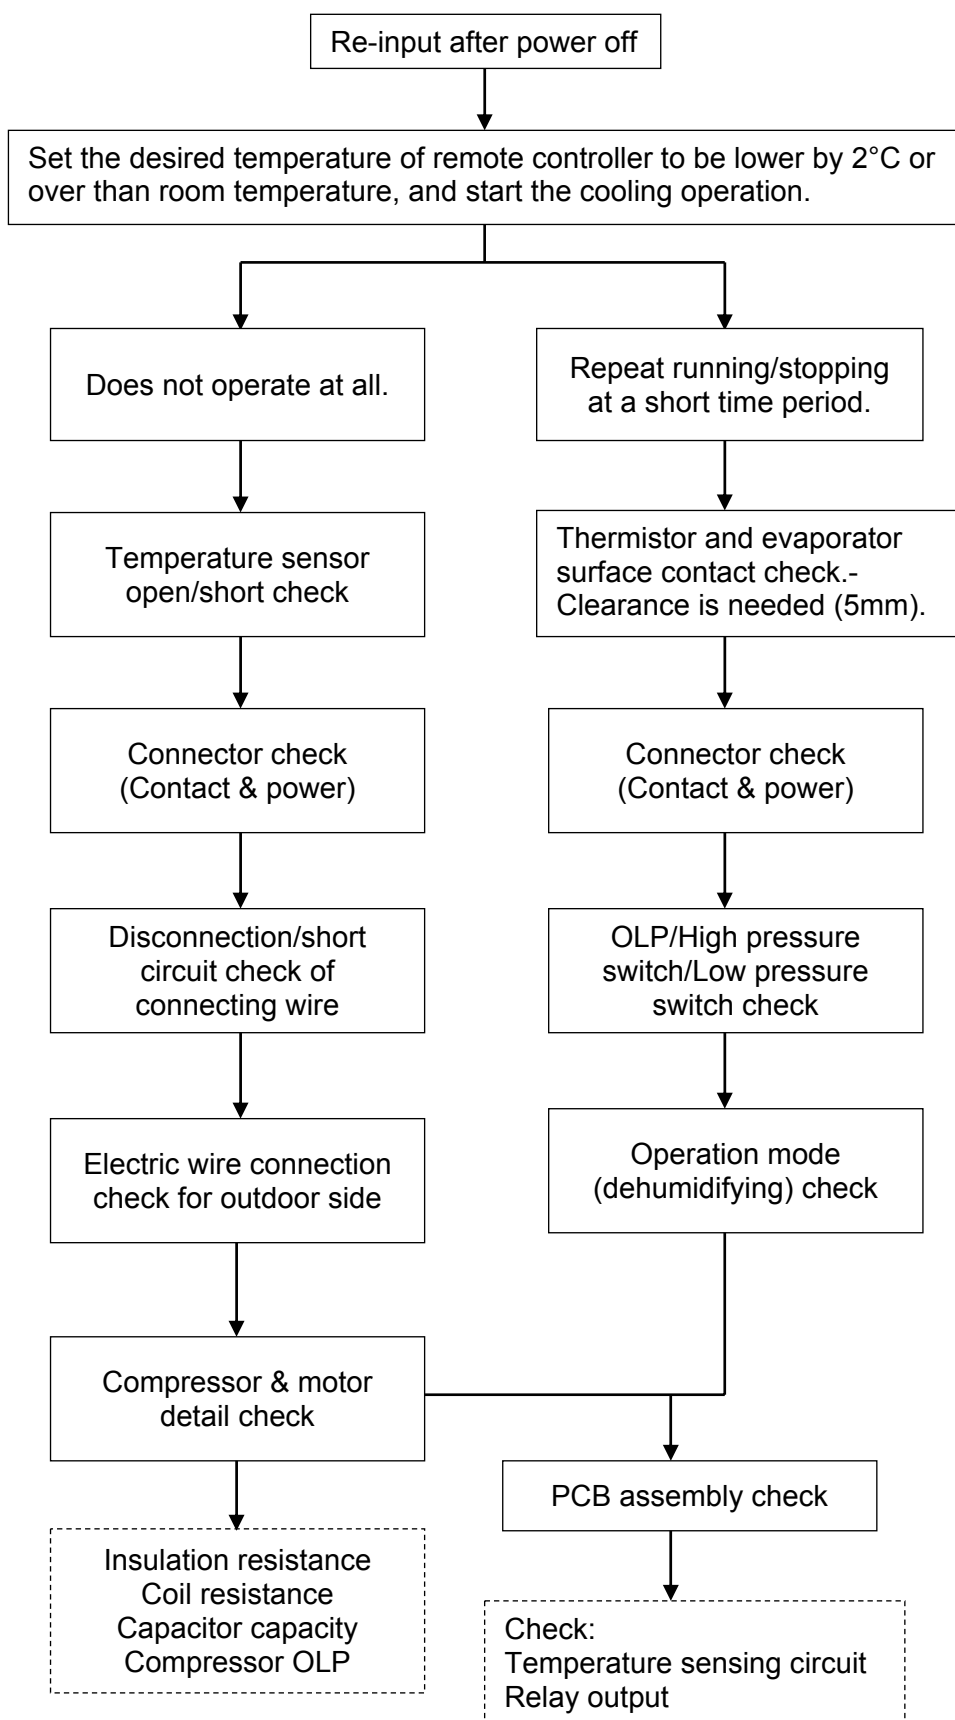 Re-input after power off
Set the desired temperature of remote controller to be lower by 2°C or
over than room temperature, and start the cooling operation.
Does not operate at all.
Repeat running/stopping
at a short time period.
Temperature sensor
open/short check
Thermistor and evaporator
surface contact check.-
Clearance is needed (5mm).
Connector check
(Contact & power)
Connector check
(Contact & power)
Disconnection/short
circuit check of
connecting wire
OLP/High pressure
switch/Low pressure
switch check
Electric wire connection
check for outdoor side
Operation mode
(dehumidifying) check
Compressor & motor
detail check
PCB assembly check
Insulation resistance
Coil resistance
Capacitor capacity
Compressor OLP
Check:
Temperature sensing circuit
Relay output